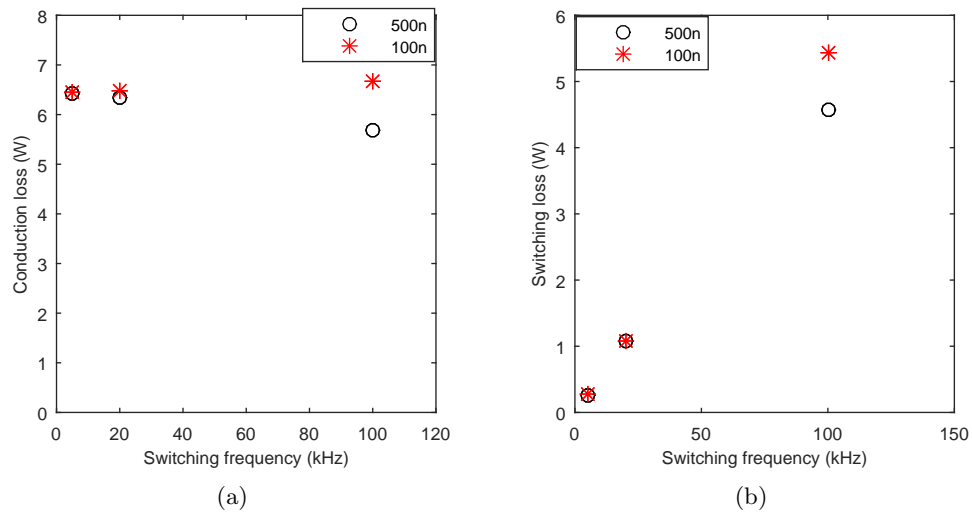 8
7
6
5
4
3
2
1
0
Conduction loss (W)
500n
100n
0 20 40 60 80 100 120
Switching frequency (kHz)
(a)
6
5
4
3
2
1
0
Switching loss (W)
500n
100n
0 50 100 150
Switching frequency (kHz)
(b)